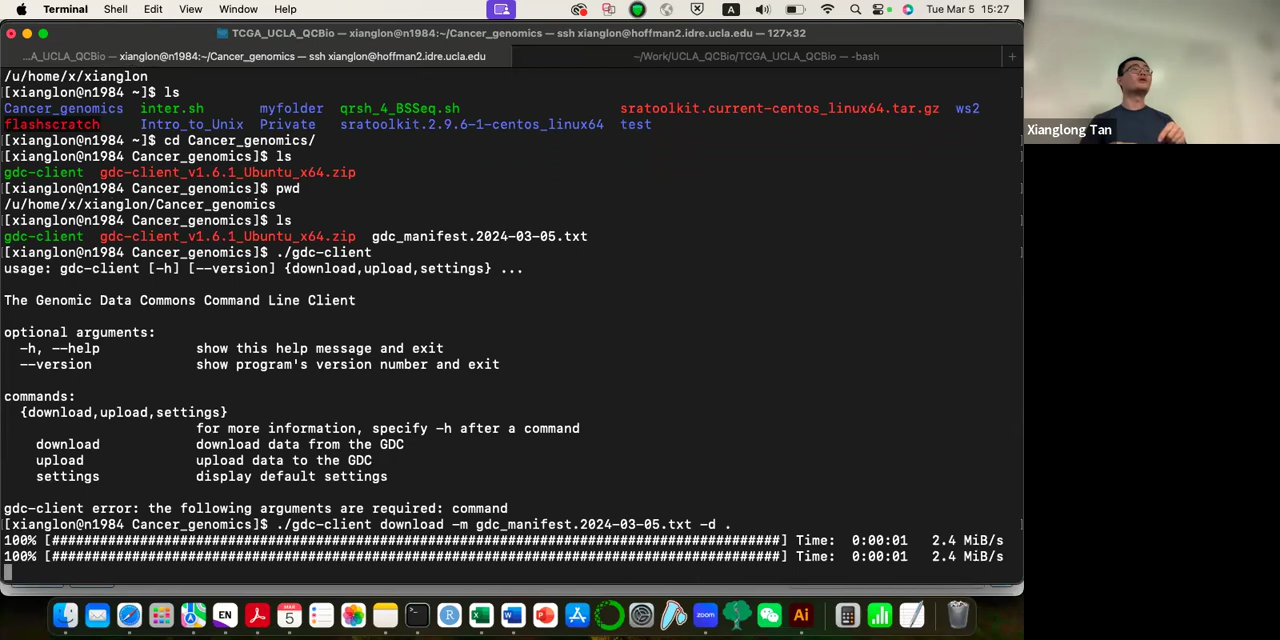 Terminal Shell Edit View Window Help A Tue Mar 5 15:27
TCGA_UCLA_QCBio — xianglon@n1984:~/Cancer_genomics — ssh xianglon@hoffman2.idre.ucla.edu — 127×32
...A_UCLA_QCBio — xianglon@n1984:~/Cancer_genomics — ssh xianglon@hoffman2.idre.ucla.edu ~/Work/UCLA_QCBio/TCGA_UCLA_QCBio — -bash +
/u/home/x/xianglon
[xianglon@n1984 ~]$ ls
Cancer_genomics inter.sh myfolder qrsh_4_BSSeq.sh sratoolkit.current-centos_linux64.tar.gz ws2
flashscratch Intro_to_Unix Private sratoolkit.2.9.6-1-centos_linux64 test
[xianglon@n1984 ~]$ cd Cancer_genomics/
[xianglon@n1984 Cancer_genomics]$ ls
gdc-client gdc-client_v1.6.1_Ubuntu_x64.zip
[xianglon@n1984 Cancer_genomics]$ pwd
/u/home/x/xianglon/Cancer_genomics
[xianglon@n1984 Cancer_genomics]$ ls
gdc-client gdc-client_v1.6.1_Ubuntu_x64.zip gdc_manifest.2024-03-05.txt
[xianglon@n1984 Cancer_genomics]$ ./gdc-client
usage: gdc-client [-h] [--version] {download,upload,settings} ...
The Genomic Data Commons Command Line Client
optional arguments:
-h, --help show this help message and exit
--version show program's version number and exit
commands:
{download,upload,settings}
for more information, specify -h after a command
download download data from the GDC
upload upload data to the GDC
settings display default settings
gdc-client error: the following arguments are required: command
[xianglon@n1984 Cancer_genomics]$ ./gdc-client download -m gdc_manifest.2024-03-05.txt -d .
100% [############################################################################################] Time: 0:00:01 2.4 MiB/s
100% [############################################################################################] Time: 0:00:01 2.4 MiB/s
Xianglong Tan
MAR 5 EN R X W P zoom Ai